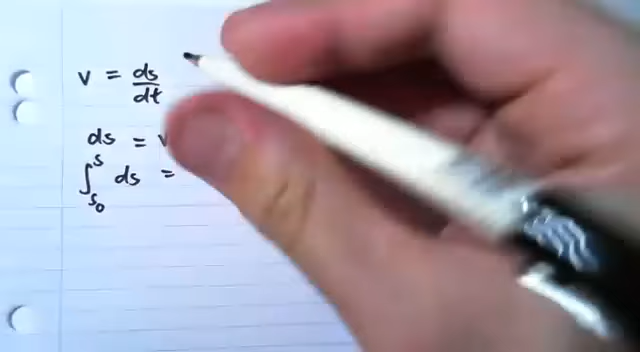 v = ds/dt
ds = v
∫ₛ₀ˢ ds =